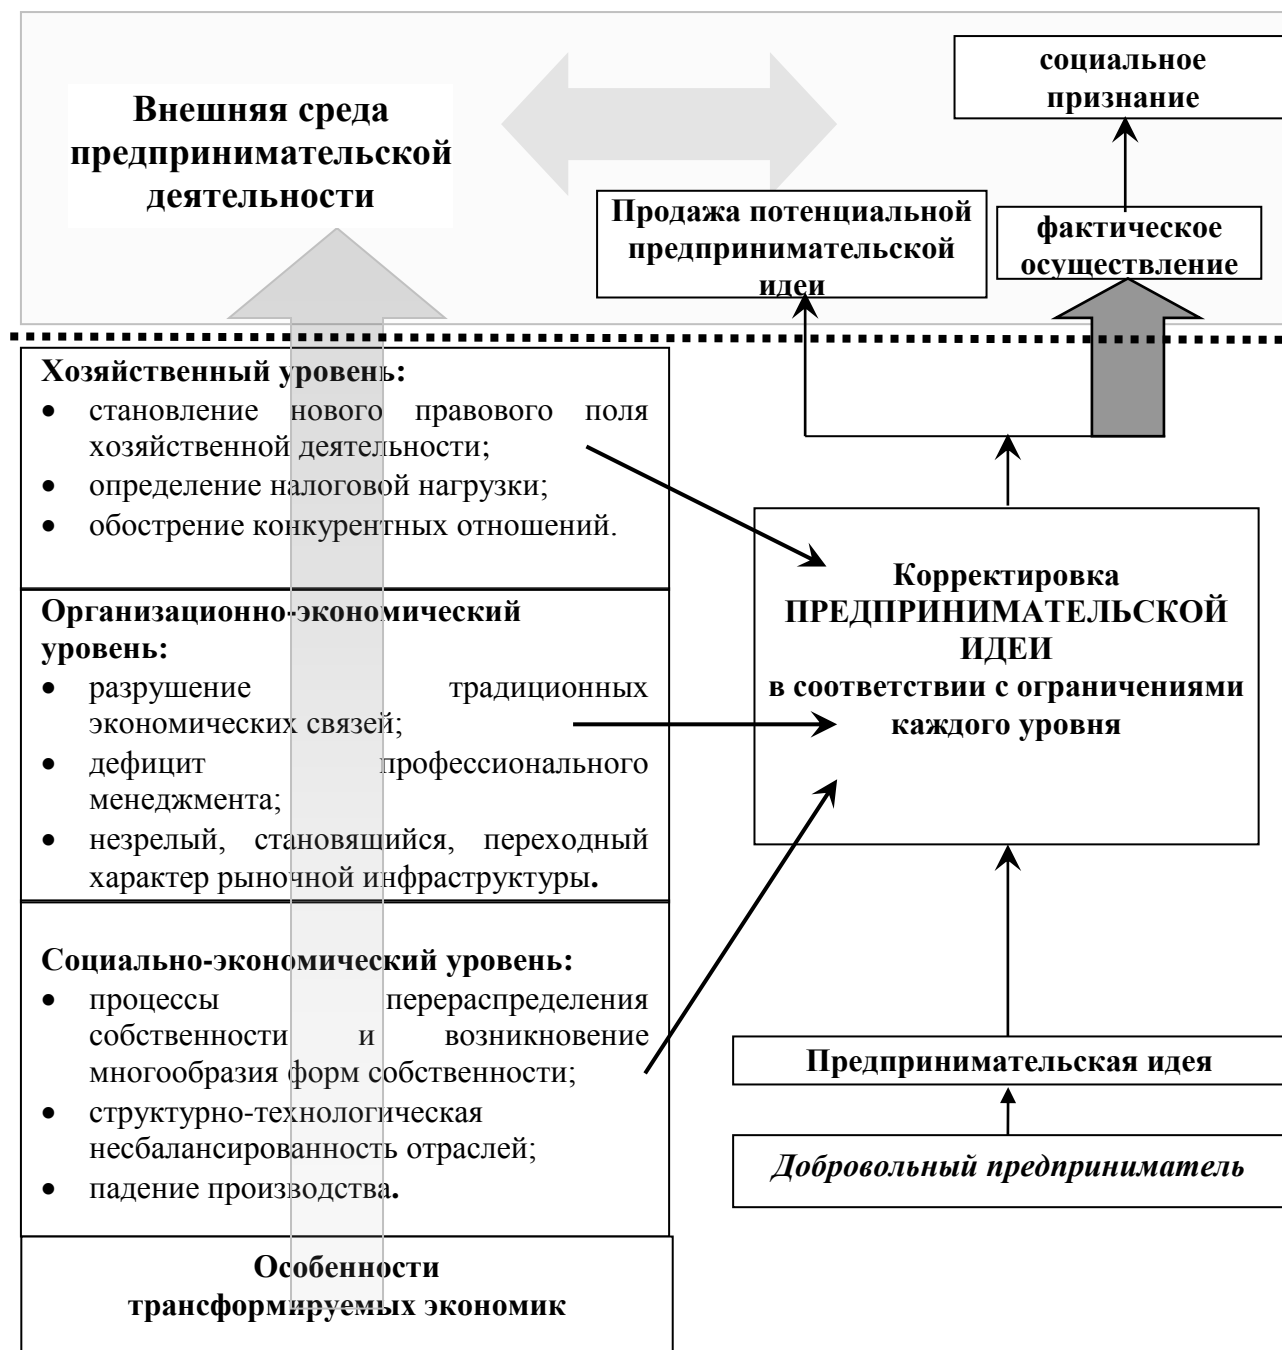 Внешняя среда
предпринимательской
деятельности
социальное
признание
Продажа потенциальной
предпринимательской
идеи
фактическое
осуществление
Хозяйственный уровень:
• становление нового правового поля
хозяйственной деятельности;
• определение налоговой нагрузки;
• обострение конкурентных отношений.
Организационно-экономический
уровень:
• разрушение традиционных
экономических связей;
• дефицит профессионального
менеджмента;
• незрелый, становящийся, переходный
характер рыночной инфраструктуры.
Социально-экономический уровень:
• процессы перераспределения
собственности и возникновение
многообразия форм собственности;
• структурно-технологическая
несбалансированность отраслей;
• падение производства.
Особенности
трансформируемых экономик
Корректировка
ПРЕДПРИНИМАТЕЛЬСКОЙ
ИДЕИ
в соответствии с ограничениями
каждого уровня
Предпринимательская идея
Добровольный предприниматель